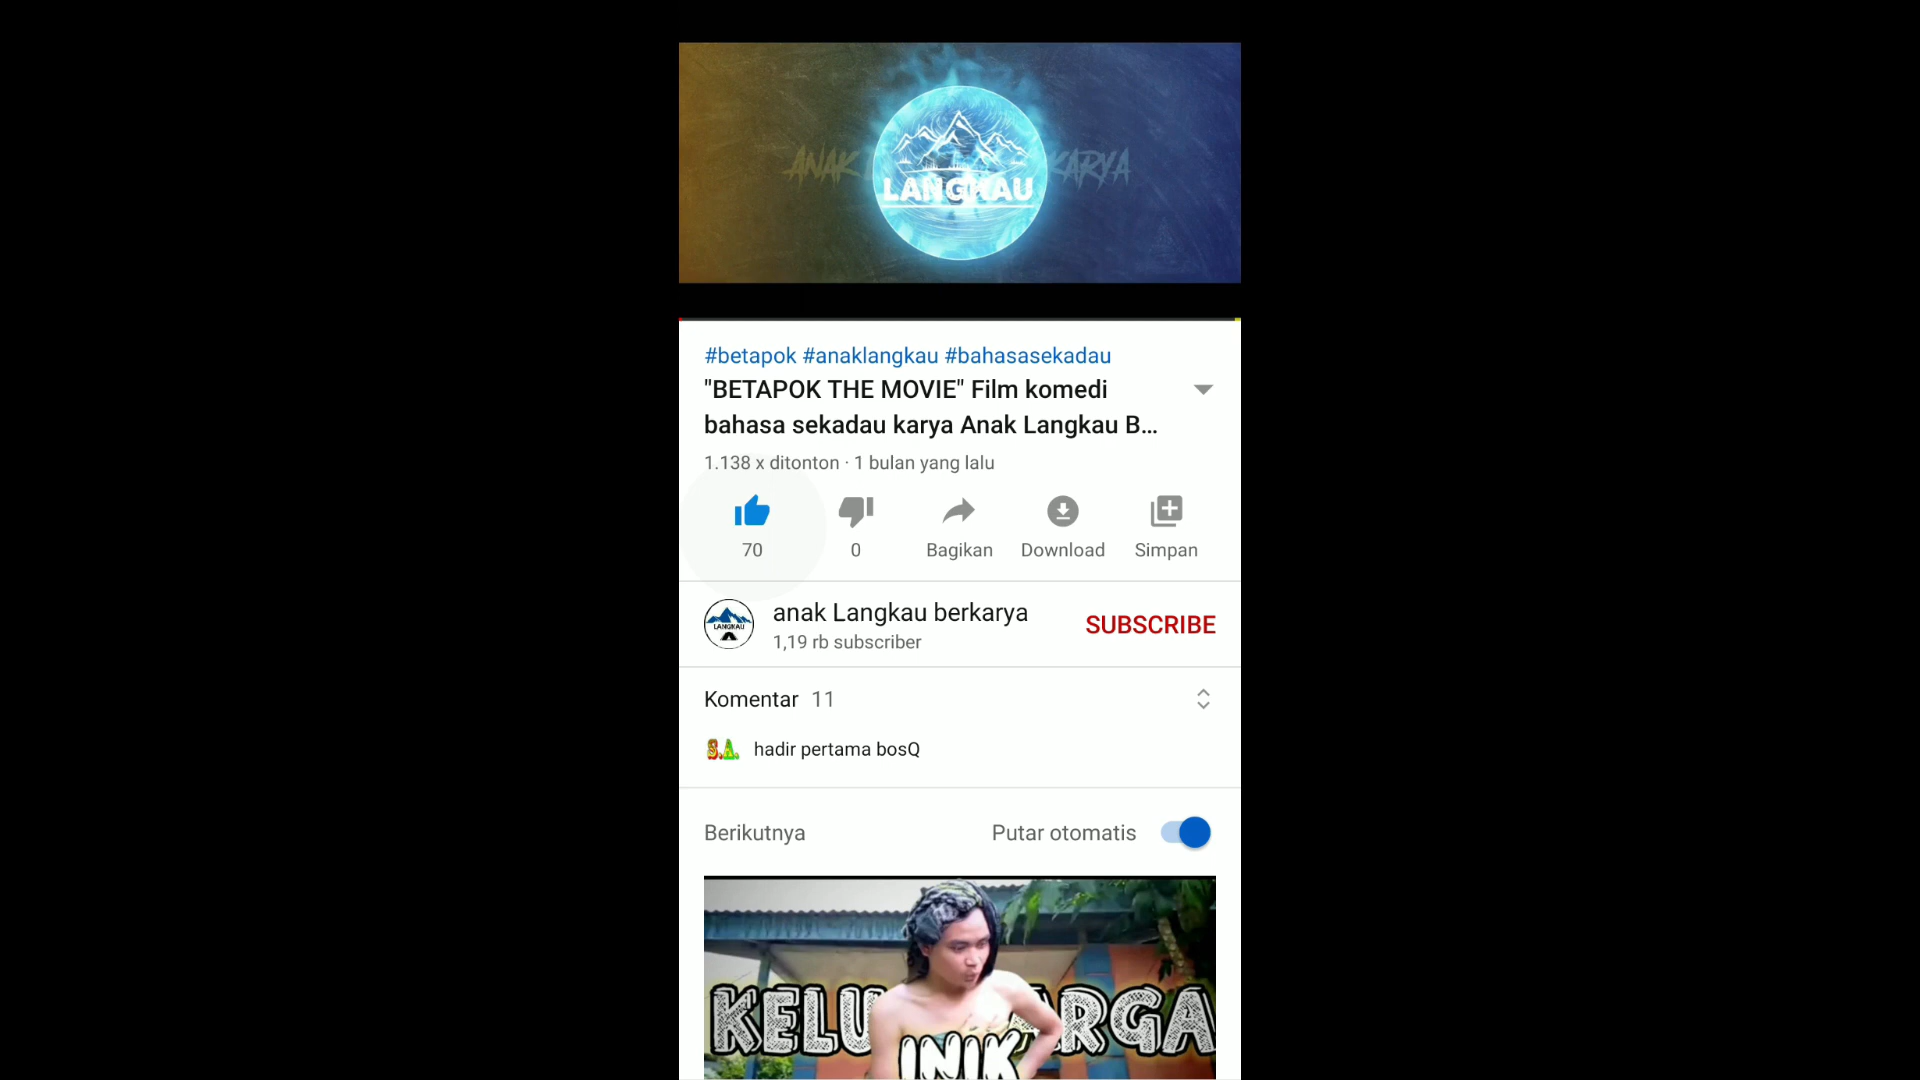 ANAK KARYA
LANGKAU
#betapok #anaklangkau #bahasasekadau
"BETAPOK THE MOVIE" Film komedi
bahasa sekadau karya Anak Langkau B...
1.138 x ditonton · 1 bulan yang lalu
70
0
Bagikan
Download
Simpan
LANGKAU
anak Langkau berkarya
1,19 rb subscriber
SUBSCRIBE
Komentar 11
S.A. hadir pertama bosQ
Berikutnya
Putar otomatis
KELU ARGA
INIK